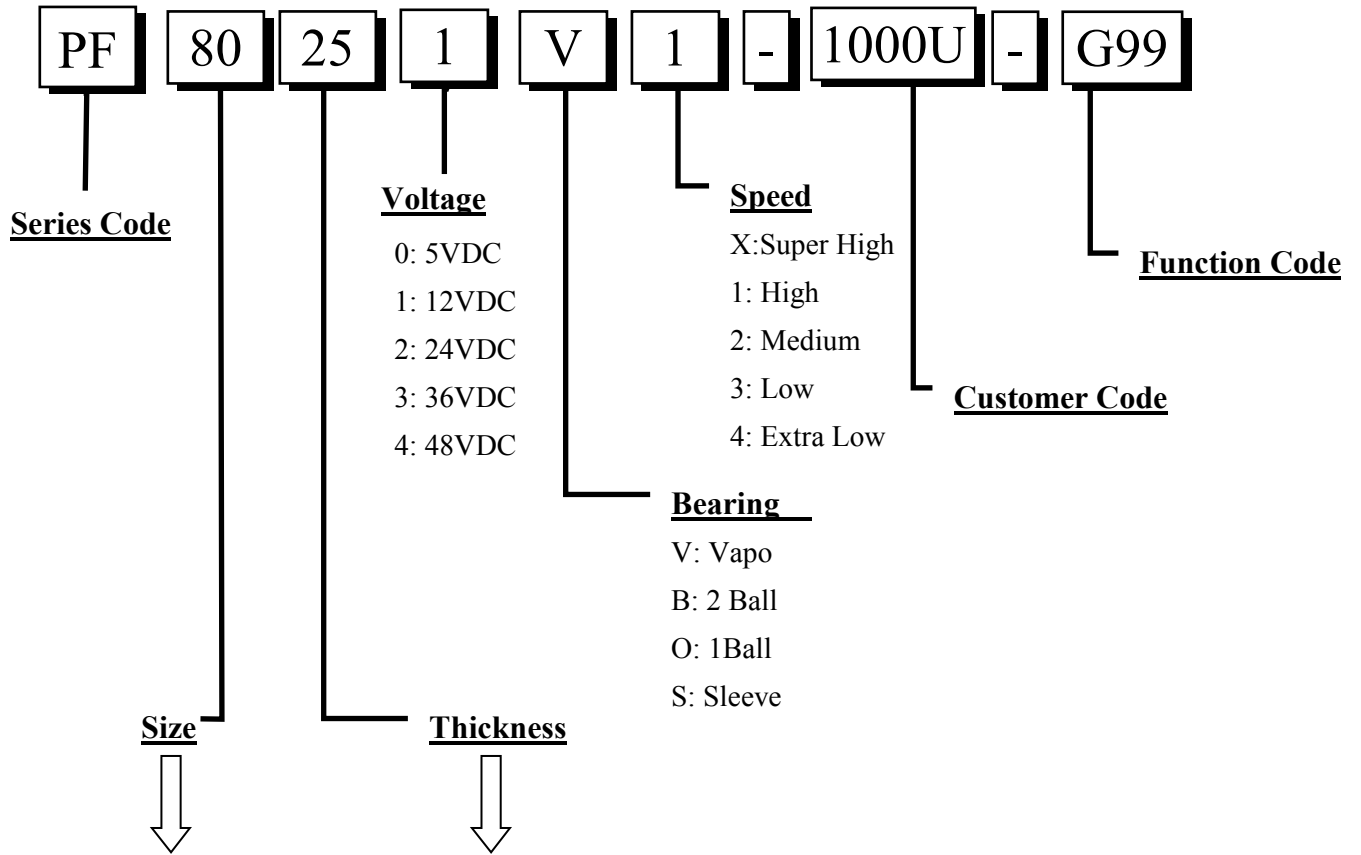 PF 80 25 1 V 1 - 1000U - G99
Series Code
Voltage
0: 5VDC
1: 12VDC
2: 24VDC
3: 36VDC
4: 48VDC
Speed
X:Super High
1: High
2: Medium
3: Low
4: Extra Low
Function Code
Customer Code
Bearing
V: Vapo
B: 2 Ball
O: 1Ball
S: Sleeve
Size
Thickness